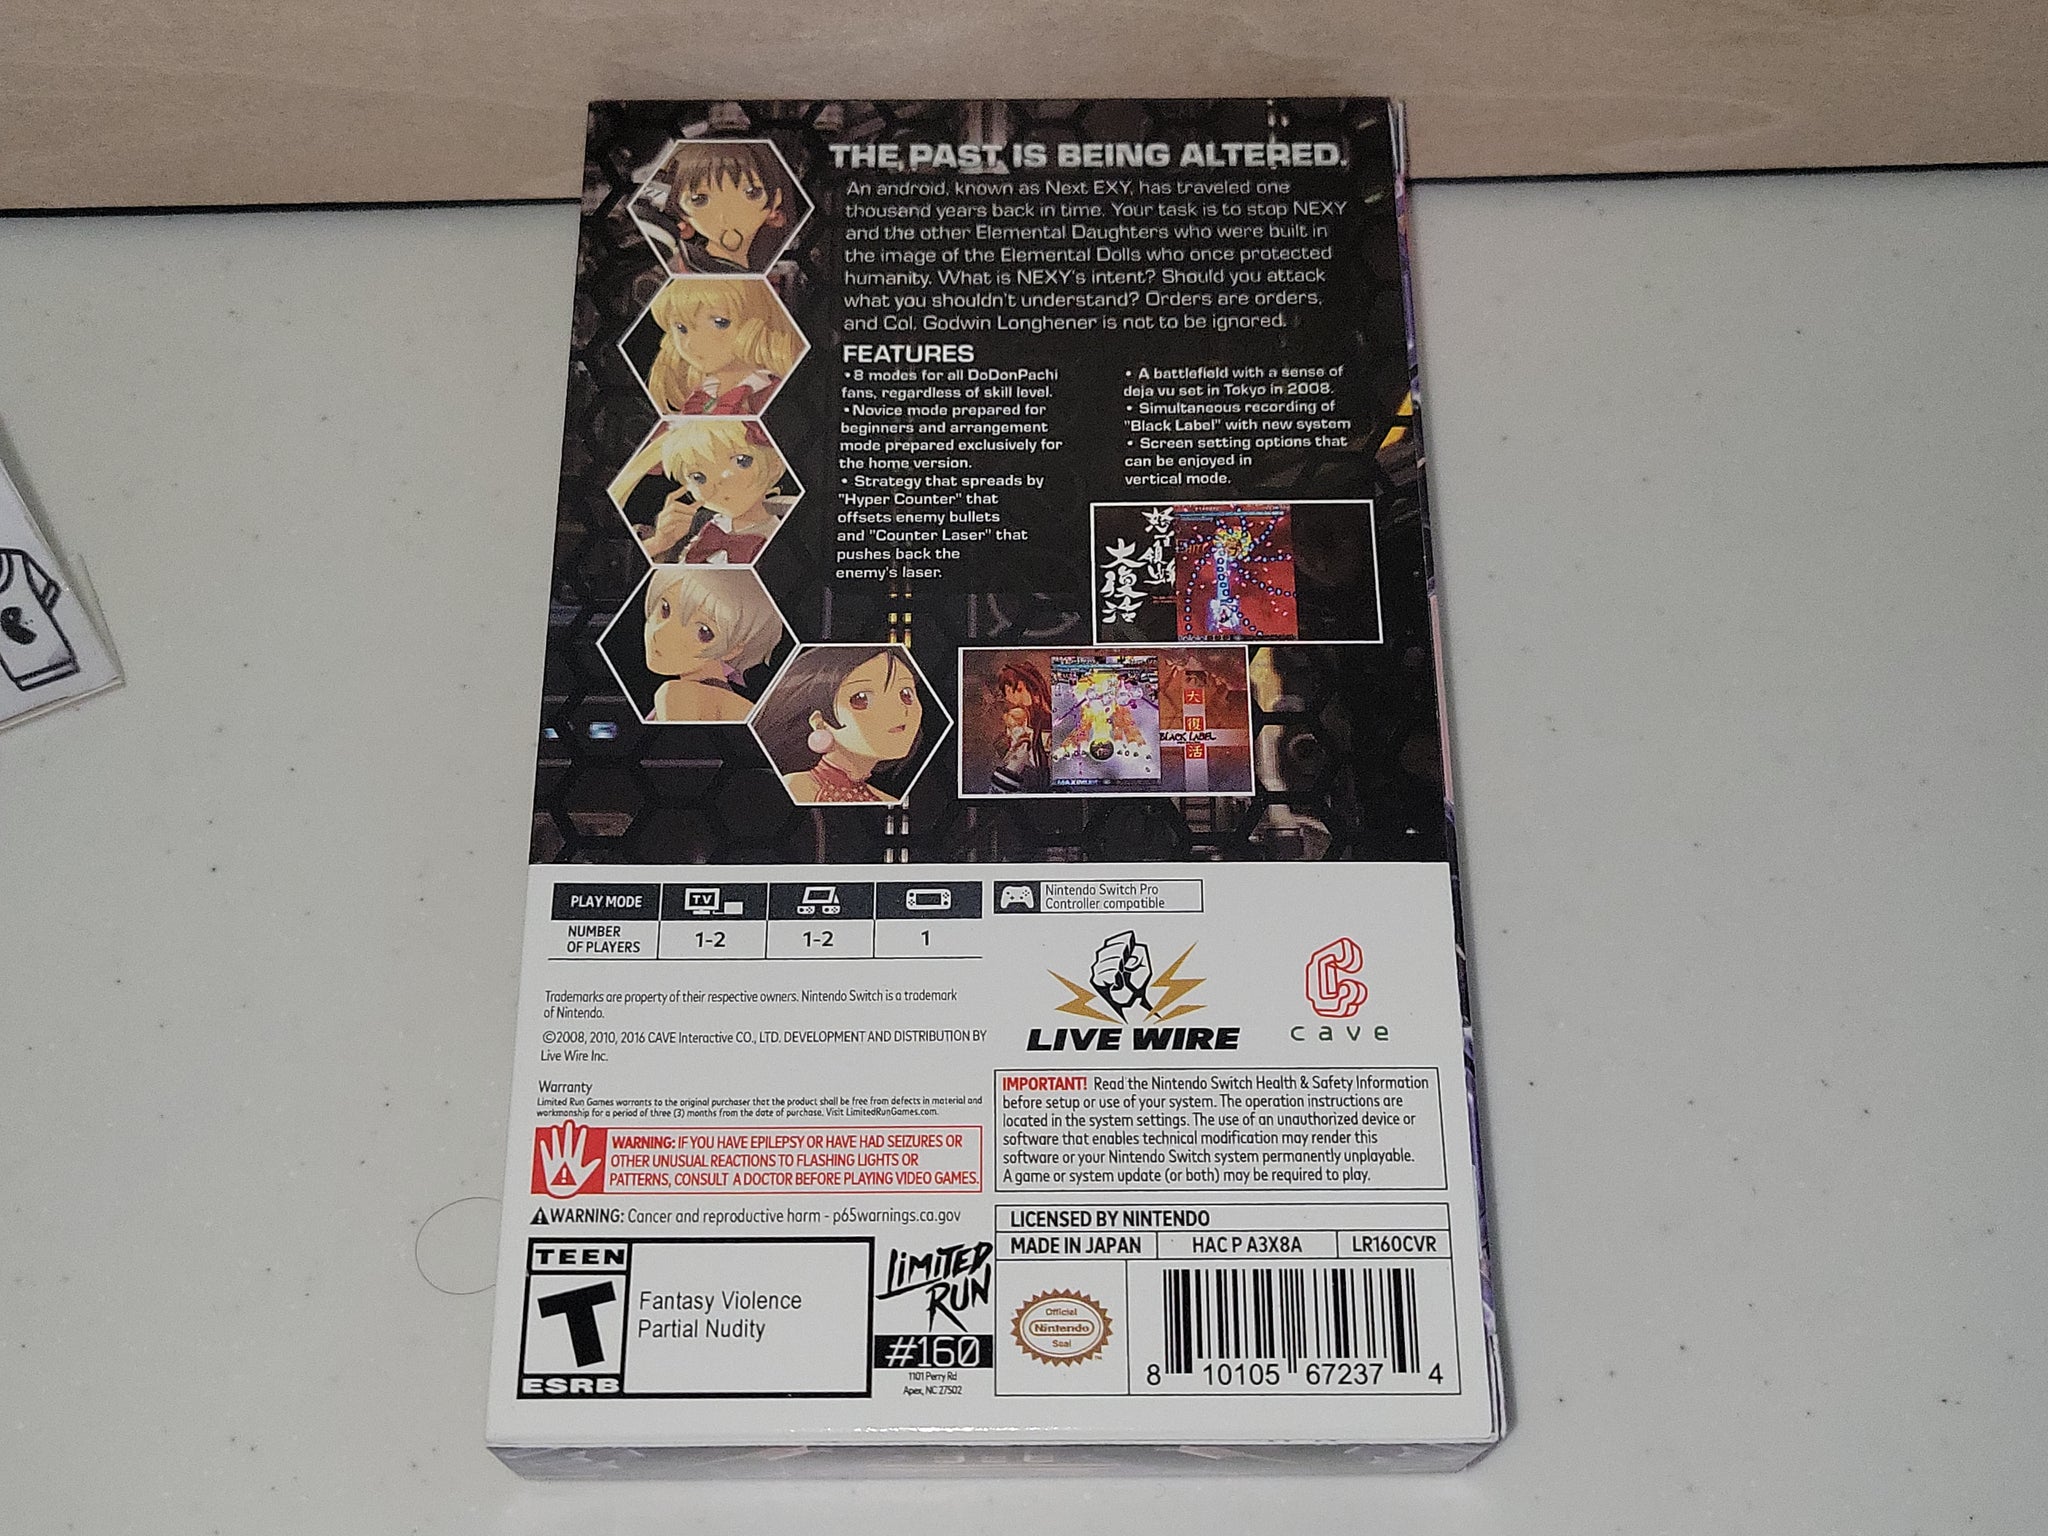 THE PAST IS BEING ALTERED.
An android, known as Next EXY, has traveled one
thousand years back in time. Your task is to stop NEXY
and the other Elemental Daughters who were built in
the image of the Elemental Dolls who once protected
humanity. What is NEXY's intent? Should you attack
what you shouldn't understand? Orders are orders,
and Col. Godwin Longhener is not to be ignored.
FEATURES
• 8 modes for all DoDonPachi
fans, regardless of skill level.
• Novice mode prepared for
beginners and arrangement
mode prepared exclusively for
the home version.
• Strategy that spreads by
"Hyper Counter" that
offsets enemy bullets
and "Counter Laser" that
pushes back the
enemy's laser.
• A battlefield with a sense of
deja vu set in Tokyo in 2008.
• Simultaneous recording of
"Black Label" with new system
• Screen setting options that
can be enjoyed in
vertical mode.
怒首領蜂
大復活
大
復
BLACK LABEL
活
MAXIMUM
PLAY MODE
TV
NUMBER
OF PLAYERS
1-2
1-2
1
Nintendo Switch Pro
Controller compatible
Trademarks are property of their respective owners. Nintendo Switch is a trademark
of Nintendo.
©2008, 2010, 2016 CAVE Interactive CO., LTD. DEVELOPMENT AND DISTRIBUTION BY
Live Wire Inc.
LIVE WIRE
cave
Warranty
Limited Run Games warrants to the original purchaser that the product shall be free from defects in material and
workmanship for a period of three (3) months from the date of purchase. Visit LimitedRunGames.com.
WARNING: IF YOU HAVE EPILEPSY OR HAVE HAD SEIZURES OR
OTHER UNUSUAL REACTIONS TO FLASHING LIGHTS OR
PATTERNS, CONSULT A DOCTOR BEFORE PLAYING VIDEO GAMES.
WARNING: Cancer and reproductive harm - p65warnings.ca.gov
IMPORTANT! Read the Nintendo Switch Health & Safety Information
before setup or use of your system. The operation instructions are
located in the system settings. The use of an unauthorized device or
software that enables technical modification may render this
software or your Nintendo Switch system permanently unplayable.
A game or system update (or both) may be required to play.
LICENSED BY NINTENDO
MADE IN JAPAN
HAC P A3X8A
LR160CVR
TEEN
T
ESRB
Fantasy Violence
Partial Nudity
LIMITED
RUN
#160
1101 Perry Rd
Apex, NC 27502
Official
Nintendo
Seal
8 10105 67237 4